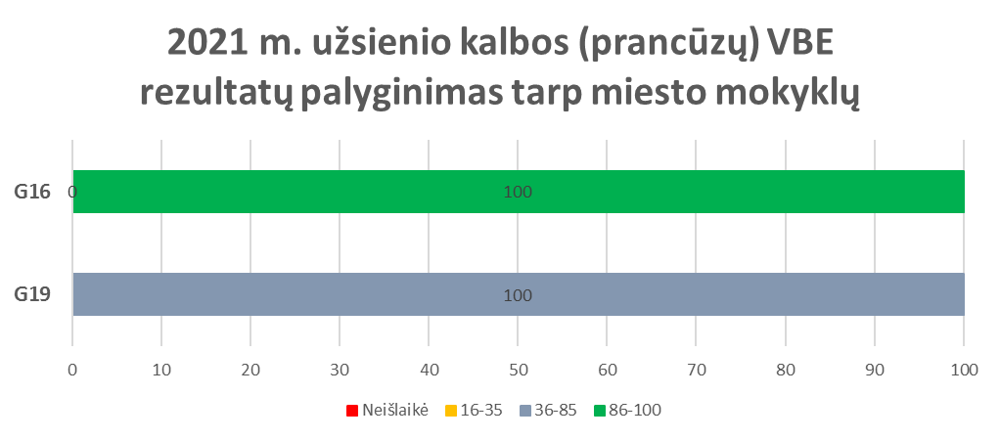 2021 m. užsienio kalbos (prancūzų) VBE
rezultatų palyginimas tarp miesto mokyklų
G16 0 100
G19 100
0 10 20 30 40 50 60 70 80 90 100
Neišlaikė 16-35 36-85 86-100